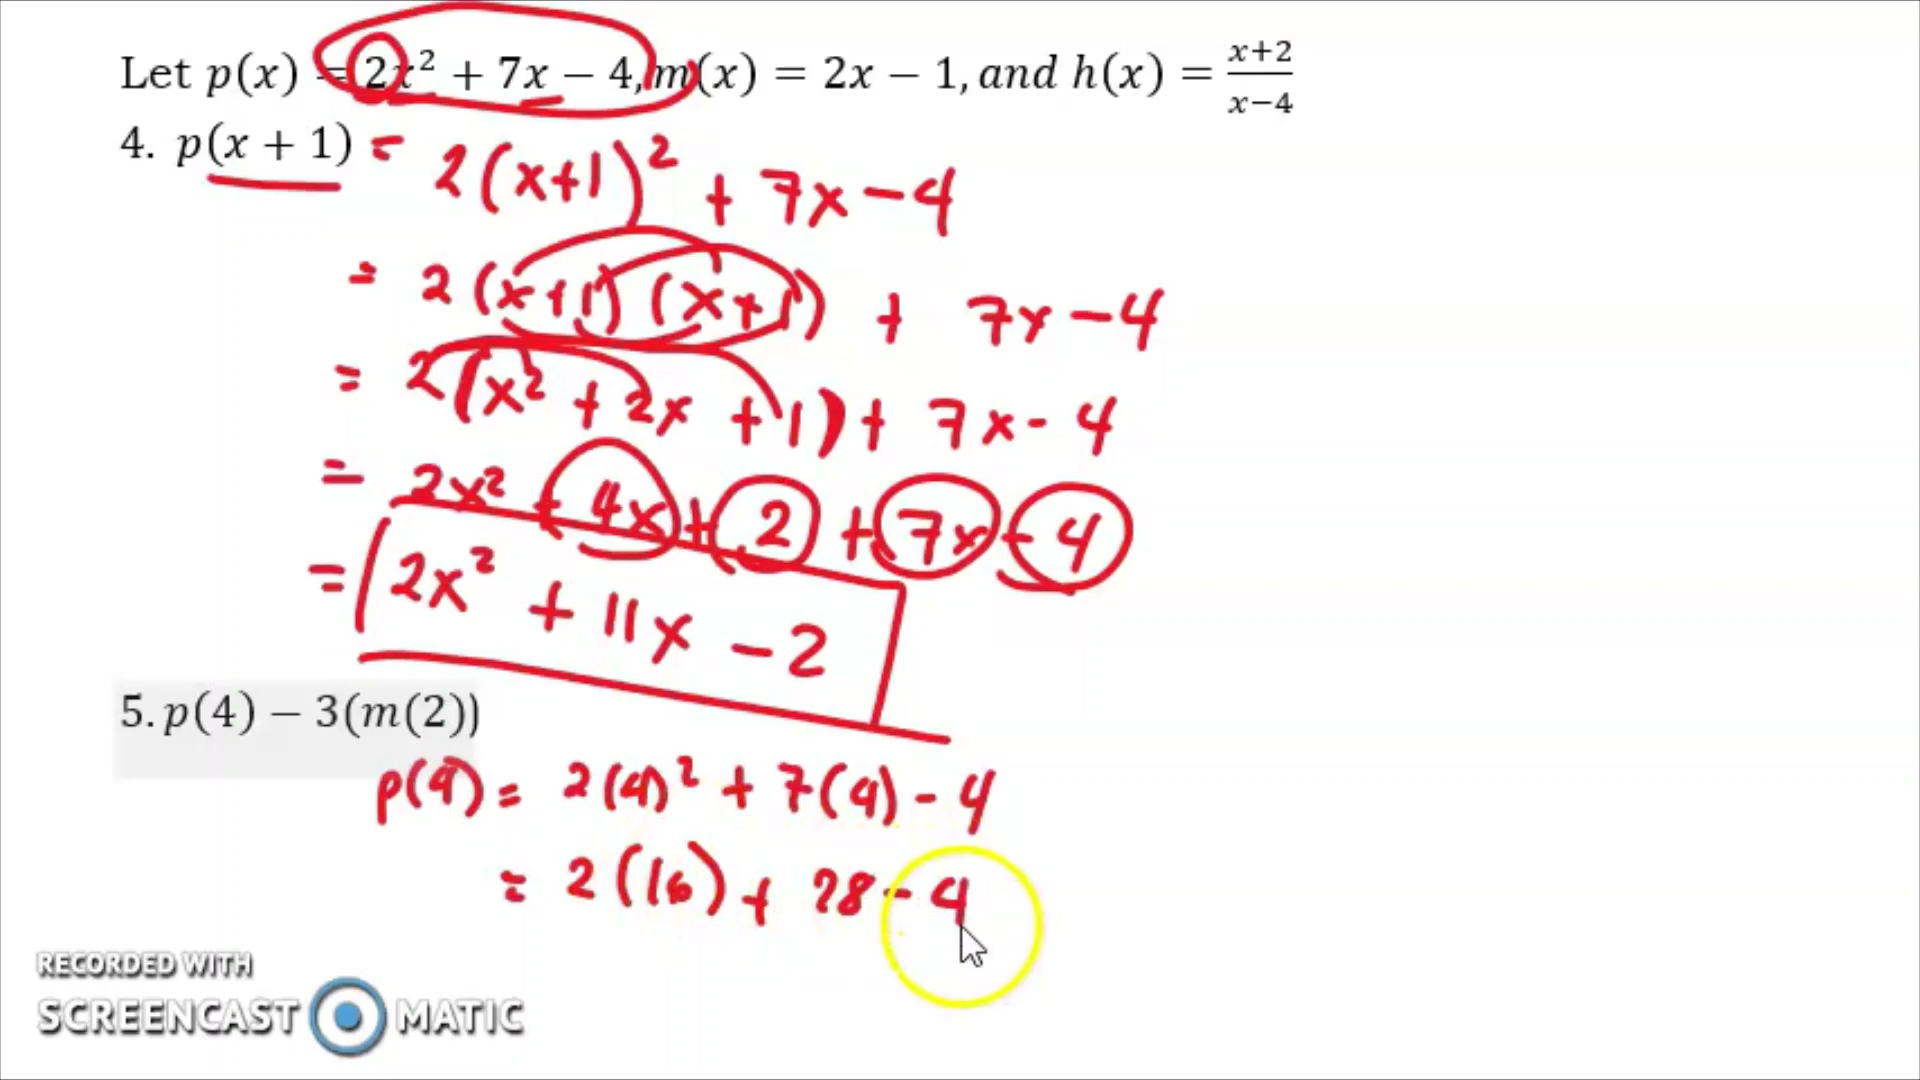 Let p(x) = 2x² + 7x − 4, m(x) = 2x − 1, and h(x) = x+2/x−4
4. p(x + 1) = 2(x+1)² + 7x − 4
= 2(x+1)(x+1) + 7x − 4
= 2(x² + 2x + 1) + 7x − 4
= 2x² + 4x + 2 + 7x − 4
= 2x² + 11x − 2
5. p(4) − 3(m(2))
p(4) = 2(4)² + 7(4) − 4
= 2(16) + 28 − 4
RECORDED WITH
SCREENCAST MATIC